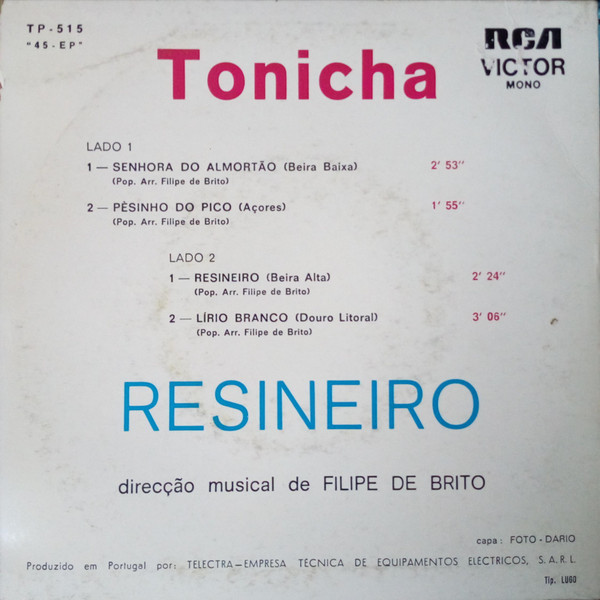 TP-515
"45-EP"
RCA
VICTOR
MONO
Tonicha
LADO 1
1 — SENHORA DO ALMORTÃO (Beira Baixa) 2' 53"
(Pop. Arr. Filipe de Brito)
2 — PÈSINHO DO PICO (Açores) 1' 55"
(Pop. Arr. Filipe de Brito)
LADO 2
1 — RESINEIRO (Beira Alta) 2' 24"
(Pop. Arr. Filipe de Brito)
2 — LÍRIO BRANCO (Douro Litoral) 3' 06"
(Pop. Arr. Filipe de Brito)
RESINEIRO
direcção musical de FILIPE DE BRITO
capa: FOTO-DARIO
Produzido em Portugal por: TELECTRA—EMPRESA TECNICA DE EQUIPAMENTOS ELÉCTRICOS, S.A.R.L
Tip. LUGO